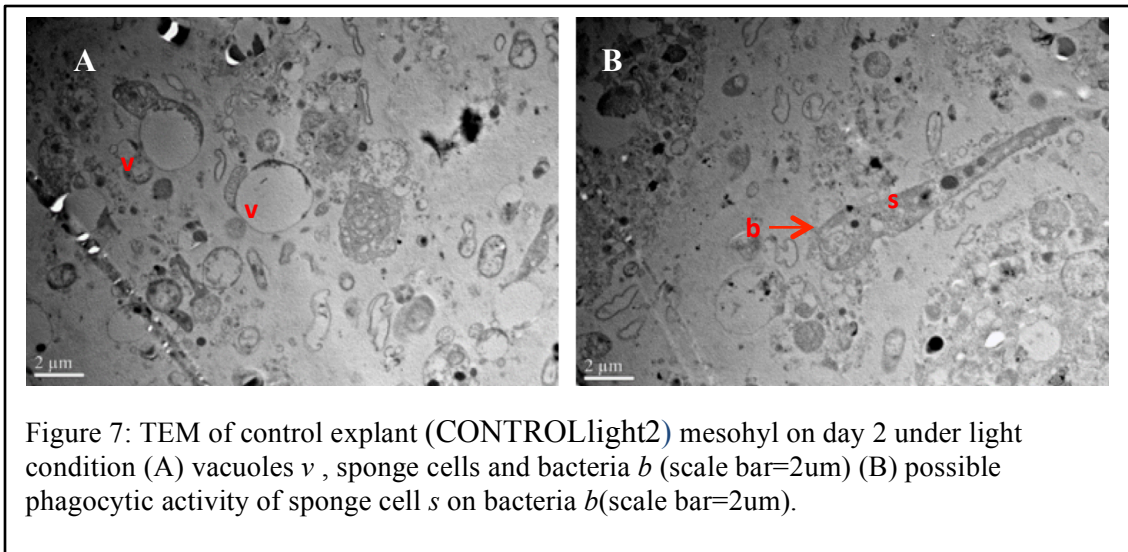 A
v
v
2 µm
B
s
b
2 µm
Figure 7: TEM of control explant (CONTROLlight2) mesohyl on day 2 under light
condition (A) vacuoles v , sponge cells and bacteria b (scale bar=2um) (B) possible
phagocytic activity of sponge cell s on bacteria b(scale bar=2um).